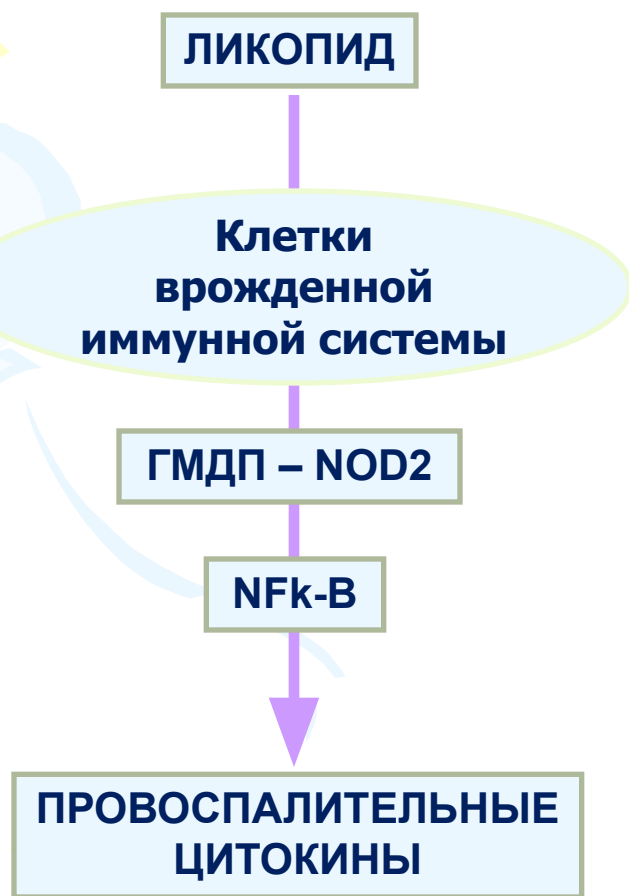 ЛИКОПИД
Клетки
врожденной
иммунной системы
ГМДП – NOD2
NFk-B
ПРОВОСПАЛИТЕЛЬНЫЕ
ЦИТОКИНЫ